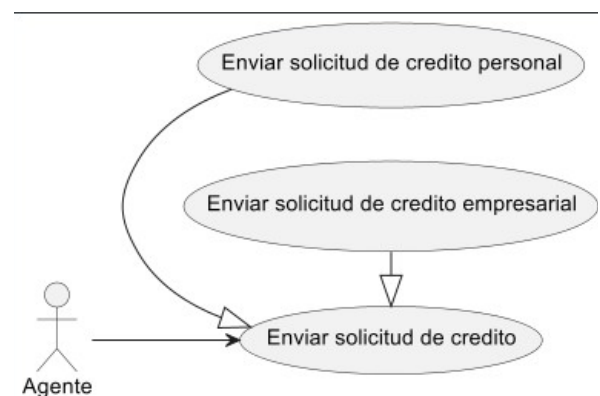 Enviar solicitud de credito personal
Enviar solicitud de credito empresarial
Enviar solicitud de credito
Agente